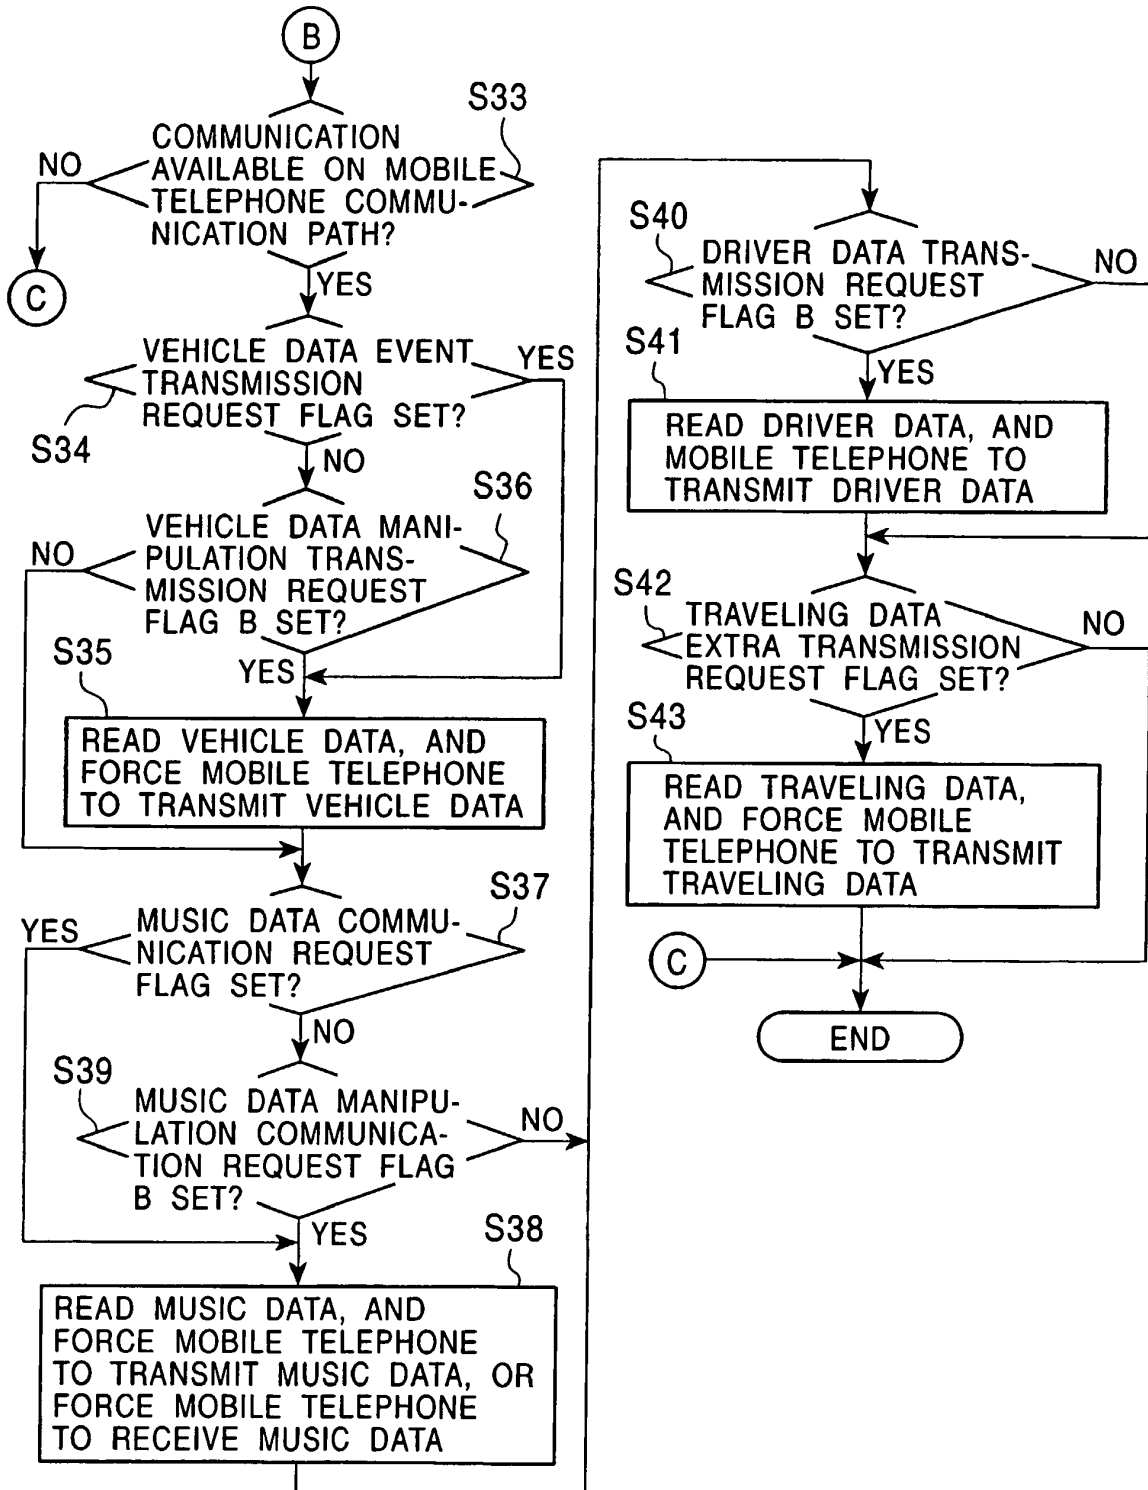 B
S33
COMMUNICATION
AVAILABLE ON MOBILE
TELEPHONE COMMU-
NICATION PATH?
NO
C
YES
VEHICLE DATA EVENT
TRANSMISSION
REQUEST FLAG SET?
YES
S34
NO
S36
VEHICLE DATA MANI-
PULATION TRANS-
MISSION REQUEST
FLAG B SET?
NO
S35
YES
READ VEHICLE DATA, AND
FORCE MOBILE TELEPHONE
TO TRANSMIT VEHICLE DATA
S37
MUSIC DATA COMMU-
NICATION REQUEST
FLAG SET?
YES
NO
S39
MUSIC DATA MANIPU-
LATION COMMUNICA-
TION REQUEST FLAG
B SET?
NO
YES
S38
READ MUSIC DATA, AND
FORCE MOBILE TELEPHONE
TO TRANSMIT MUSIC DATA, OR
FORCE MOBILE TELEPHONE
TO RECEIVE MUSIC DATA
S40
DRIVER DATA TRANS-
MISSION REQUEST
FLAG B SET?
NO
S41
YES
READ DRIVER DATA, AND
MOBILE TELEPHONE TO
TRANSMIT DRIVER DATA
S42
TRAVELING DATA
EXTRA TRANSMISSION
REQUEST FLAG SET?
NO
S43
YES
READ TRAVELING DATA,
AND FORCE MOBILE
TELEPHONE TO TRANSMIT
TRAVELING DATA
C
END